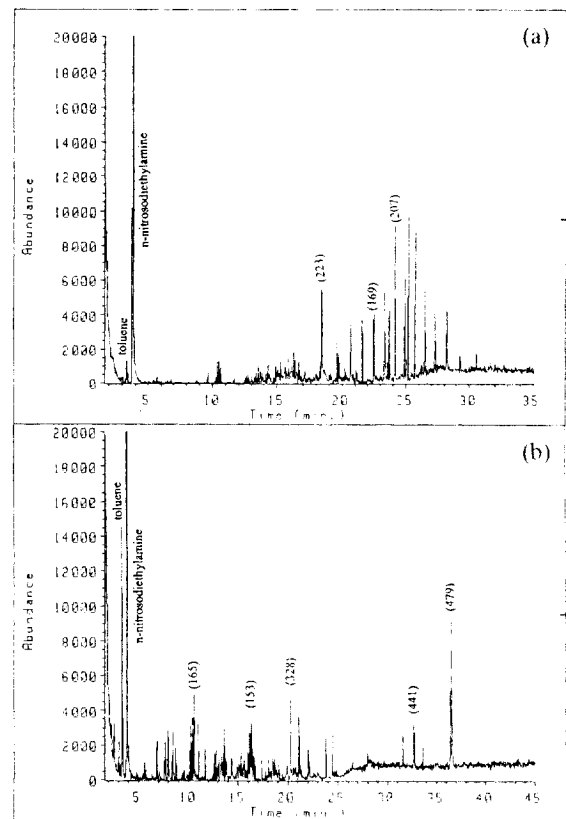 (a)
20000
18000
16000
14000
12000
10000
8000
6000
4000
2000
0
Abundance
toluene
n-nitrosodiethylamine
(223)
(169)
(207)
5 10 15 20 25 30 35
Time (min.)
(b)
20000
18000
16000
14000
12000
10000
8000
6000
4000
2000
0
Abundance
toluene
n-nitrosodiethylamine
(165)
(153)
(328)
(441)
(479)
5 10 15 20 25 30 35 40 45
Time (min.)